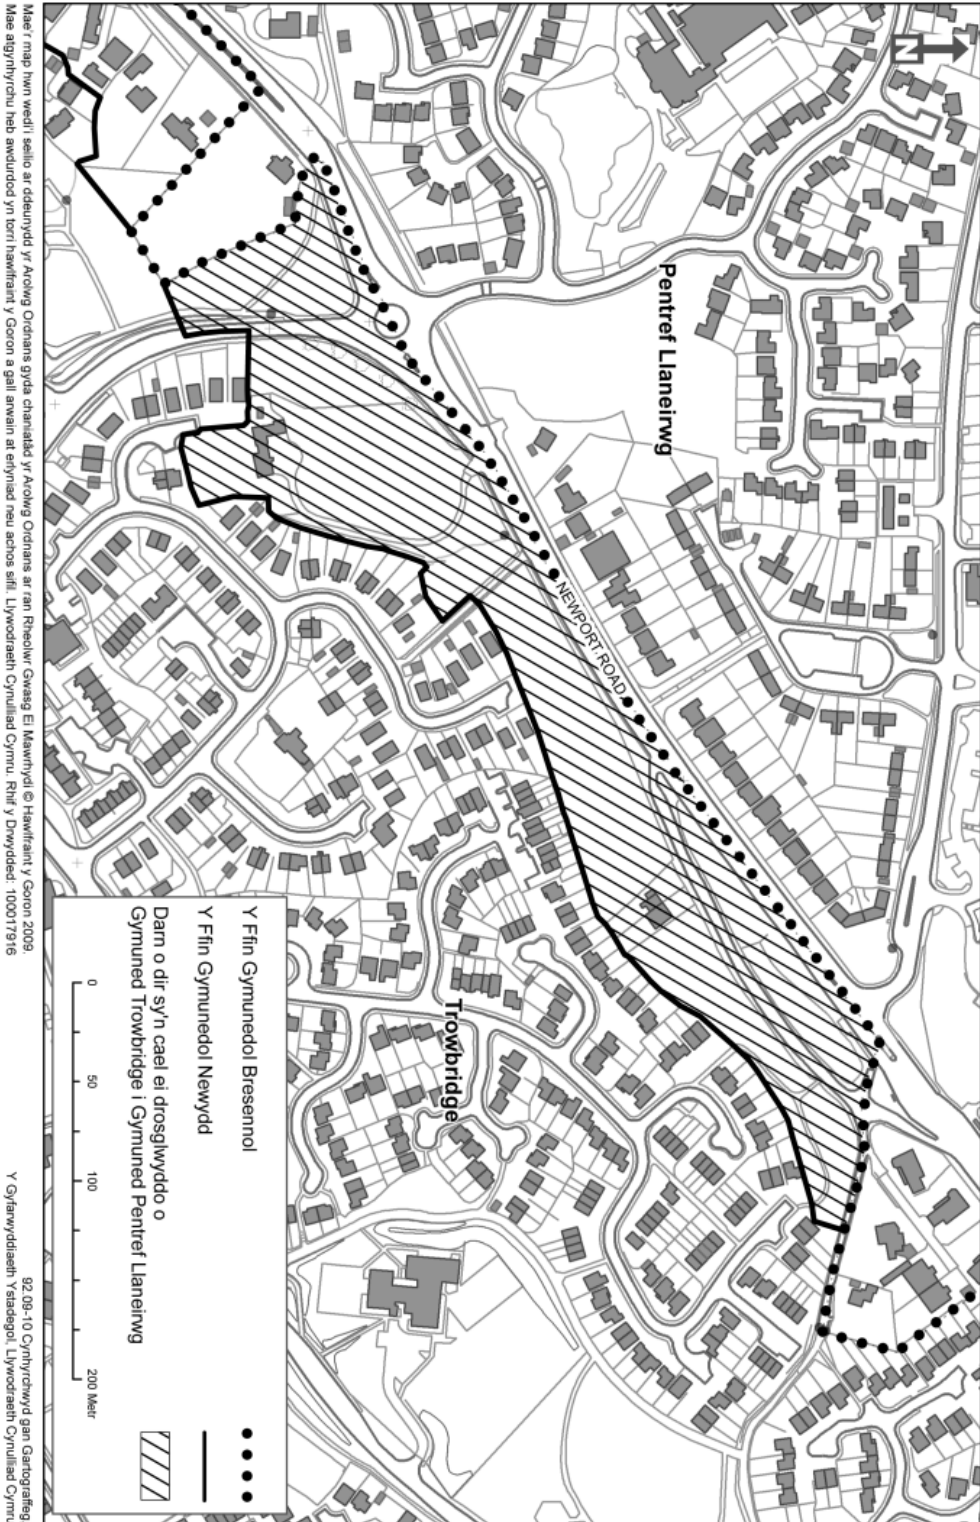 N
Pentref Llaneirwg
NEWPORT ROAD
Trowbridge
Y Ffin Gymunedol Bresennol
Y Ffin Gymunedol Newydd
Darn o dir sy'n cael ei drosglwyddo o
Gymuned Trowbridge i Gymuned Pentref Llaneirwg
0 50 100 200 Metr
Mae'r map hwn wedi'i seilio ar ddeunydd yr Arolwg Ordnans gyda chaniatâd yr Arolwg Ordnans ar ran Rheolwr Gwasg Ei Mawrhydi © Hawlfraint y Goron 2009.
Mae atgynhyrchu heb awdurdod yn torri hawlfraint y Goron a gall arwain at erlyniad neu achos sifil. Llywodraeth Cynulliad Cymru. Rhif y Drwydded: 100017916
92.09-10 Cynhyrchwyd gan Gartograffeg.
Y Gyfarwyddiaeth Ystadegol, Llywodraeth Cynulliad Cymru